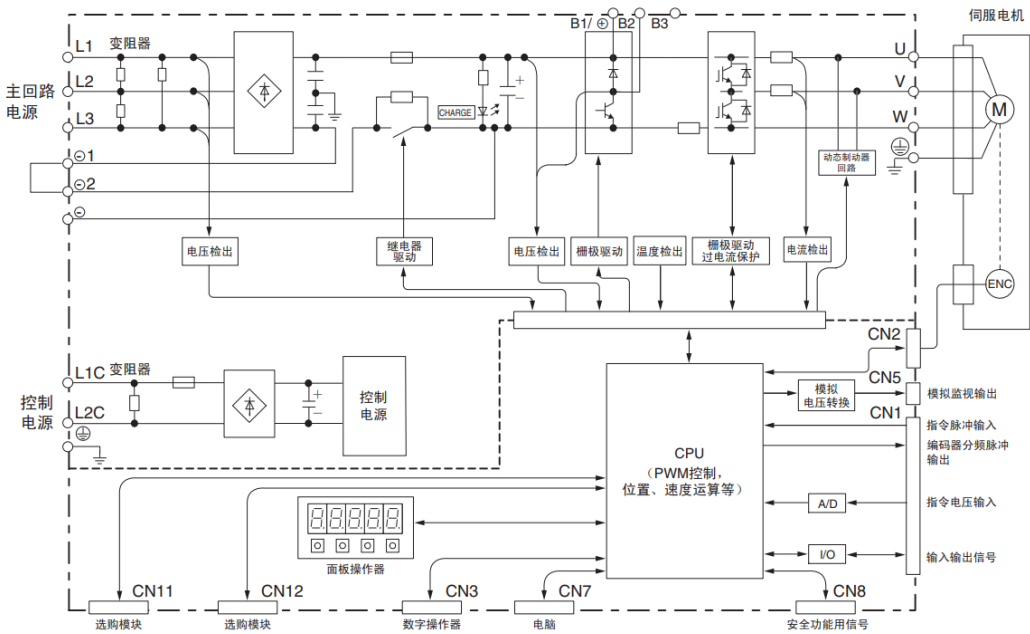 B1/⊕ B2 B3
伺服电机
L1
变阻器
L2
L3
主回路
电源
U
V
W
M
CHARGE
+
−
⊖1
⊖2
⊖
动态制动器
回路
电压检出
继电器
驱动
电压检出
栅极驱动
温度检出
栅极驱动
过电流保护
电流检出
ENC
CN2
L1C
变阻器
L2C
控制
电源
+
−
控制
电源
CPU
(PWM控制,
位置、速度运算等)
模拟
电压转换
CN5
模拟监视输出
CN1
指令脉冲输入
编码器分频脉冲
输出
A/D
指令电压输入
I/O
输入输出信号
8.8.8.8.8.
面板操作器
CN11
选购模块
CN12
选购模块
CN3
数字操作器
CN7
电脑
CN8
安全功能用信号